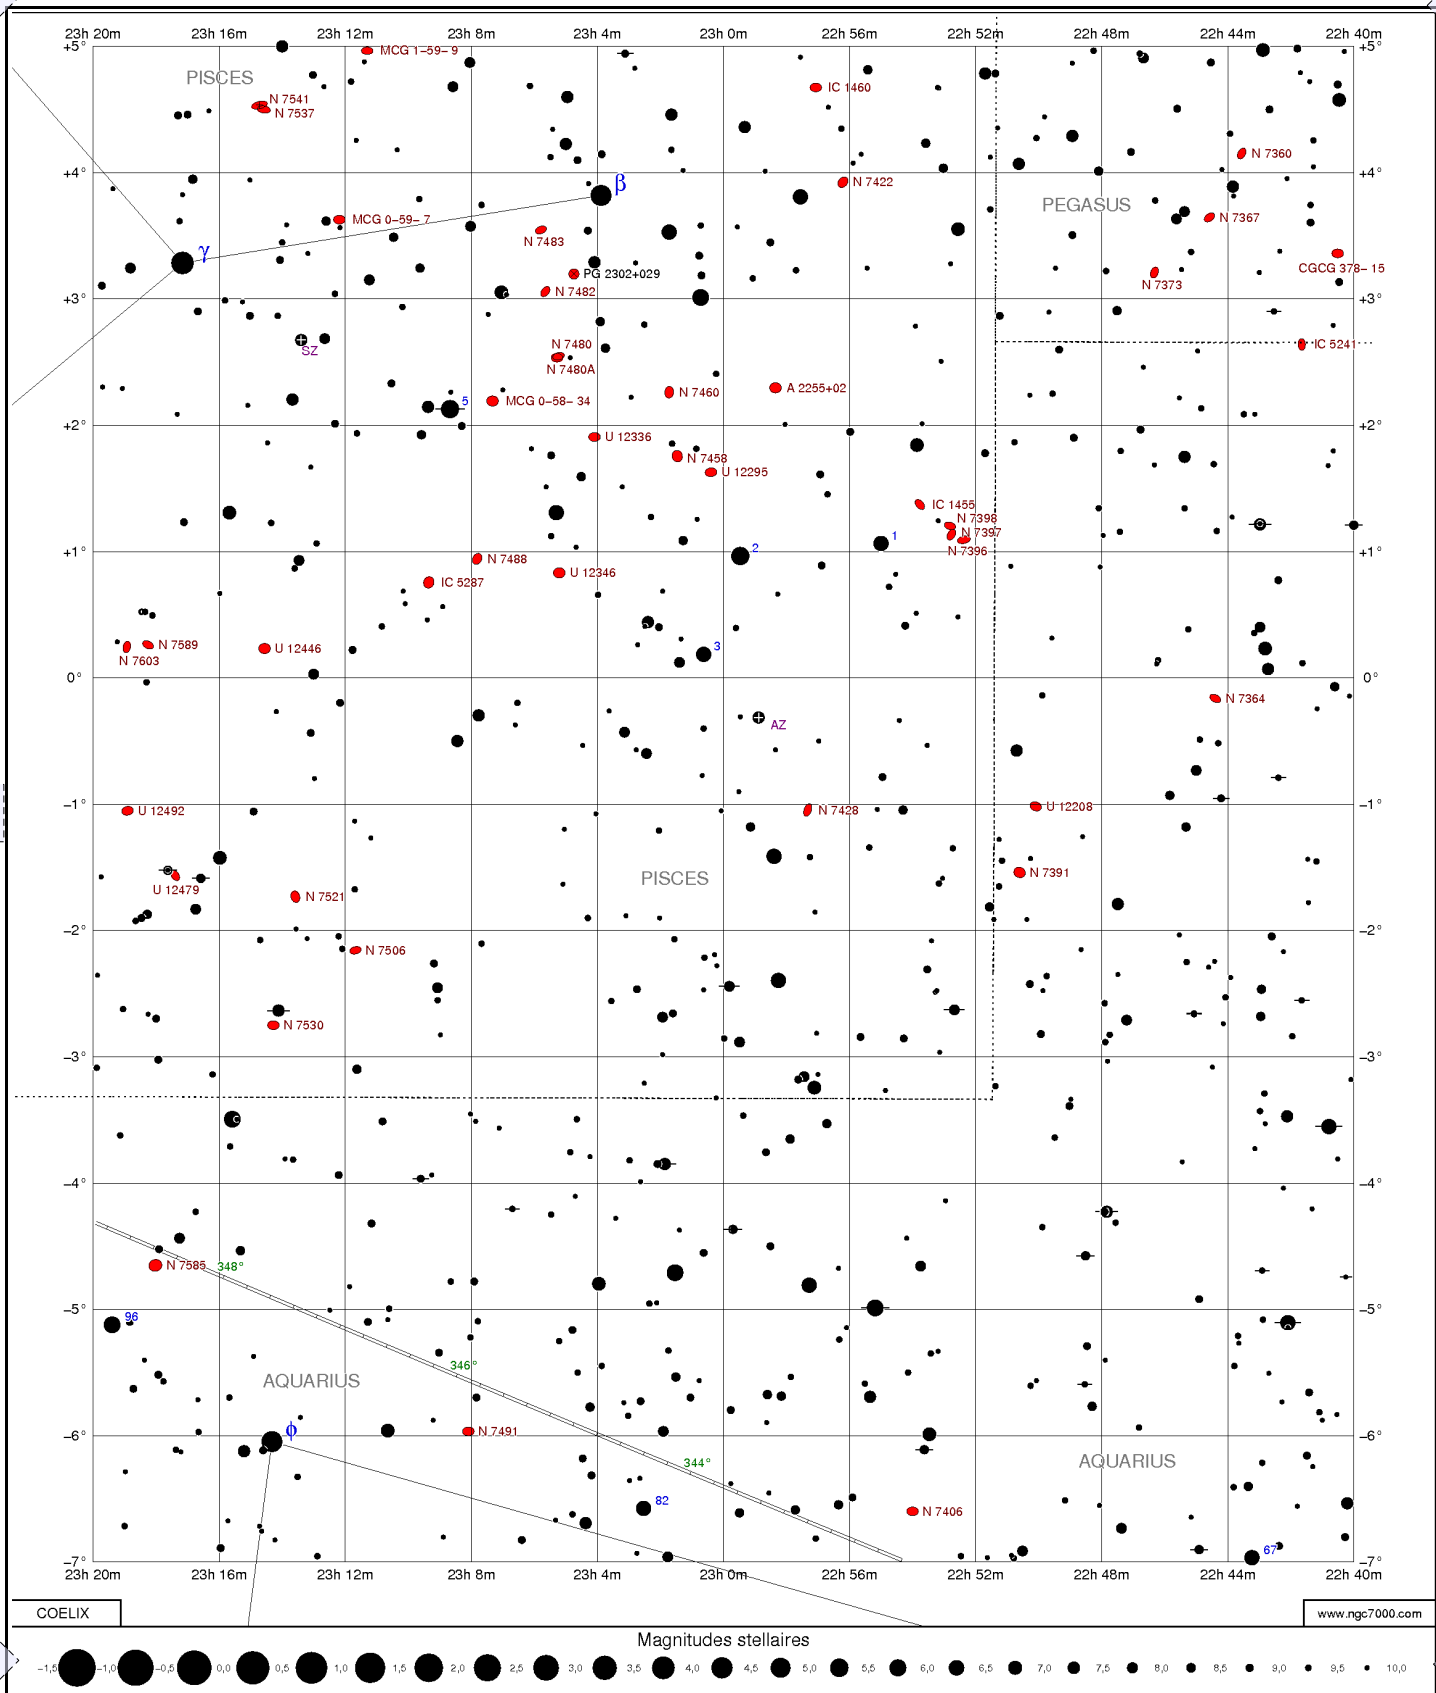 23h 20m 23h 16m 23h 12m 23h 8m 23h 4m 23h 0m 22h 56m 22h 52m 22h 48m 22h 44m 22h 40m
+5° +5°
MCG 1-59- 9
PISCES
IC 1460
N 7541
N 7537
N 7360
+4° +4°
β
N 7422
PEGASUS
MCG 0-59- 7
N 7367
N 7483
γ
CGCG 378- 15
PG 2302+029
N 7373
N 7482
+3° +3°
SZ
N 7480
IC 5241
N 7480A
A 2255+02
N 7460
5
MCG 0-58- 34
+2° +2°
U 12336
N 7458
U 12295
IC 1455
N 7398
N 7397
1
2
N 7396
+1° +1°
N 7488
U 12346
IC 5287
N 7589
3
U 12446
N 7603
0° 0°
N 7364
AZ
-1° -1°
U 12492
N 7428
U 12208
PISCES
N 7391
U 12479
N 7521
-2° -2°
N 7506
N 7530
-3° -3°
-4° -4°
N 7585
348°
-5° -5°
96
346°
AQUARIUS
ϕ
N 7491
-6° -6°
344°
AQUARIUS
82
N 7406
67
-7° -7°
23h 20m 23h 16m 23h 12m 23h 8m 23h 4m 23h 0m 22h 56m 22h 52m 22h 48m 22h 44m 22h 40m
COELIX
www.ngc7000.com
Magnitudes stellaires
-1,5 -1,0 -0,5 0,0 0,5 1,0 1,5 2,0 2,5 3,0 3,5 4,0 4,5 5,0 5,5 6,0 6,5 7,0 7,5 8,0 8,5 9,0 9,5 10,0